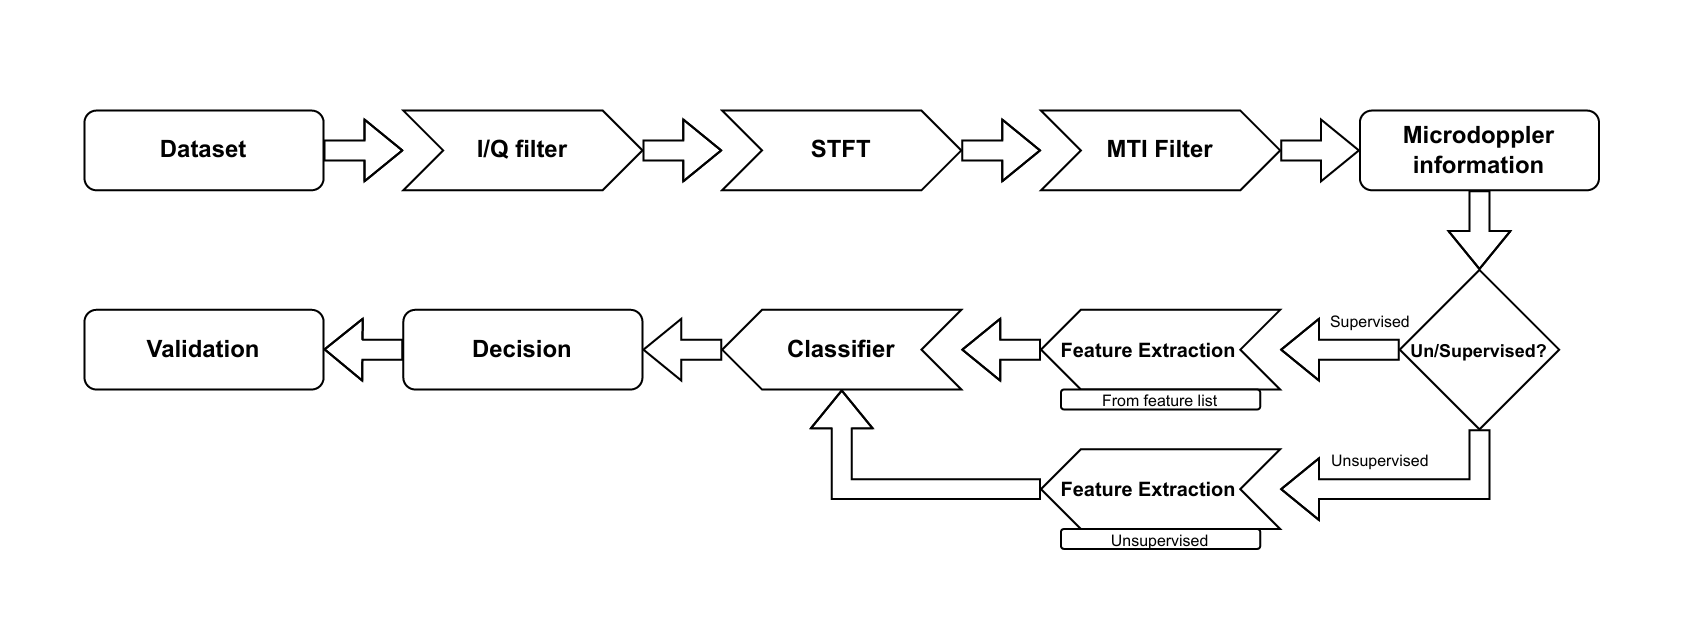 Dataset
I/Q filter
STFT
MTI Filter
Microdoppler
information
Validation
Decision
Classifier
Feature Extraction
From feature list
Supervised
Un/Supervised?
Feature Extraction
Unsupervised
Unsupervised